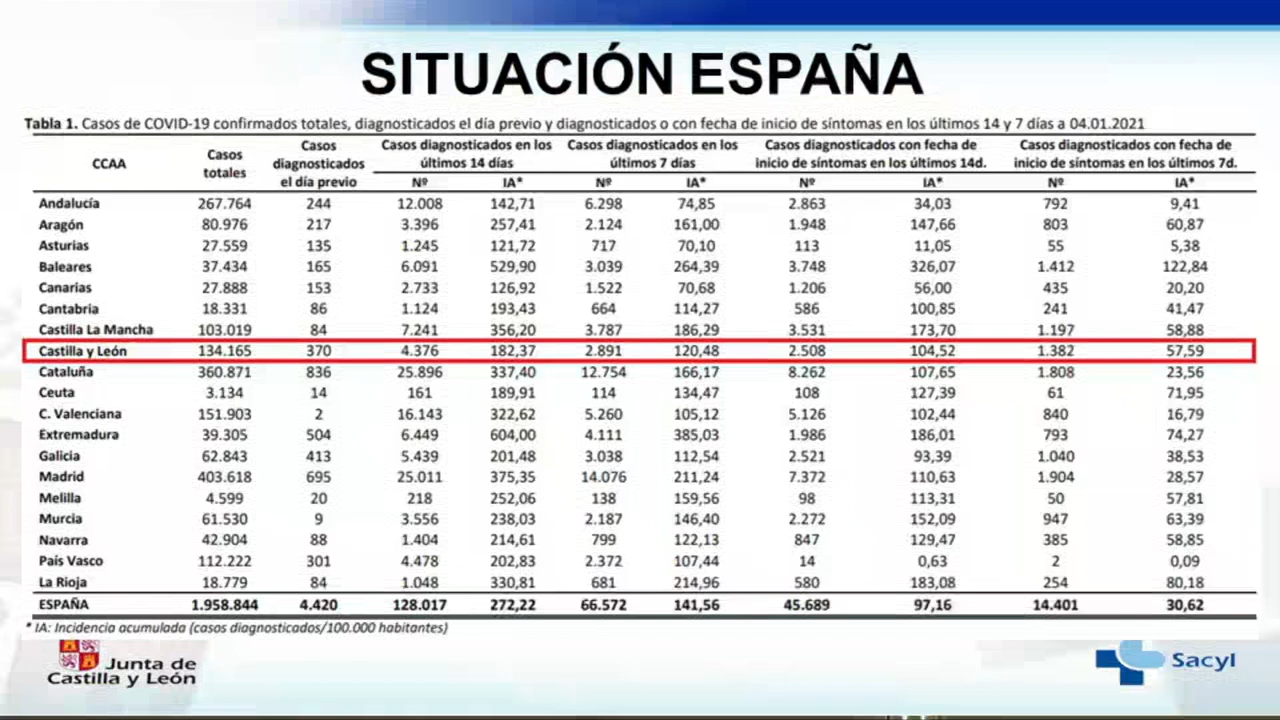 SITUACIÓN ESPAÑA
Tabla 1. Casos de COVID-19 confirmados totales, diagnosticados el día previo y diagnosticados o con fecha de inicio de síntomas en los últimos 14 y 7 días a 04.01.2021
CCAA Casos totales Casos diagnosticados el día previo Casos diagnosticados en los últimos 14 días Casos diagnosticados en los últimos 7 días Casos diagnosticados con fecha de inicio de síntomas en los últimos 14d. Casos diagnosticados con fecha de inicio de síntomas en los últimos 7d.
Nº IA* Nº IA* Nº IA* Nº IA*
Andalucía 267.764 244 12.008 142,71 6.298 74,85 2.863 34,03 792 9,41
Aragón 80.976 217 3.396 257,41 2.124 161,00 1.948 147,66 803 60,87
Asturias 27.559 135 1.245 121,72 717 70,10 113 11,05 55 5,38
Baleares 37.434 165 6.091 529,90 3.039 264,39 3.748 326,07 1.412 122,84
Canarias 27.888 153 2.733 126,92 1.522 70,68 1.206 56,00 435 20,20
Cantabria 18.331 86 1.124 193,43 664 114,27 586 100,85 241 41,47
Castilla La Mancha 103.019 84 7.241 356,20 3.787 186,29 3.531 173,70 1.197 58,88
Castilla y León 134.165 370 4.376 182,37 2.891 120,48 2.508 104,52 1.382 57,59
Cataluña 360.871 836 25.896 337,40 12.754 166,17 8.262 107,65 1.808 23,56
Ceuta 3.134 14 161 189,91 114 134,47 108 127,39 61 71,95
C. Valenciana 151.903 2 16.143 322,62 5.260 105,12 5.126 102,44 840 16,79
Extremadura 39.305 504 6.449 604,00 4.111 385,03 1.986 186,01 793 74,27
Galicia 62.843 413 5.439 201,48 3.038 112,54 2.521 93,39 1.040 38,53
Madrid 403.618 695 25.011 375,35 14.076 211,24 7.372 110,63 1.904 28,57
Melilla 4.599 20 218 252,06 138 159,56 98 113,31 50 57,81
Murcia 61.530 9 3.556 238,03 2.187 146,40 2.272 152,09 947 63,39
Navarra 42.904 88 1.404 214,61 799 122,13 847 129,47 385 58,85
País Vasco 112.222 301 4.478 202,83 2.372 107,44 14 0,63 2 0,09
La Rioja 18.779 84 1.048 330,81 681 214,96 580 183,08 254 80,18
ESPAÑA 1.958.844 4.420 128.017 272,22 66.572 141,56 45.689 97,16 14.401 30,62
* IA: Incidencia acumulada (casos diagnosticados/100.000 habitantes)
Junta de
Castilla y León
Sacyl